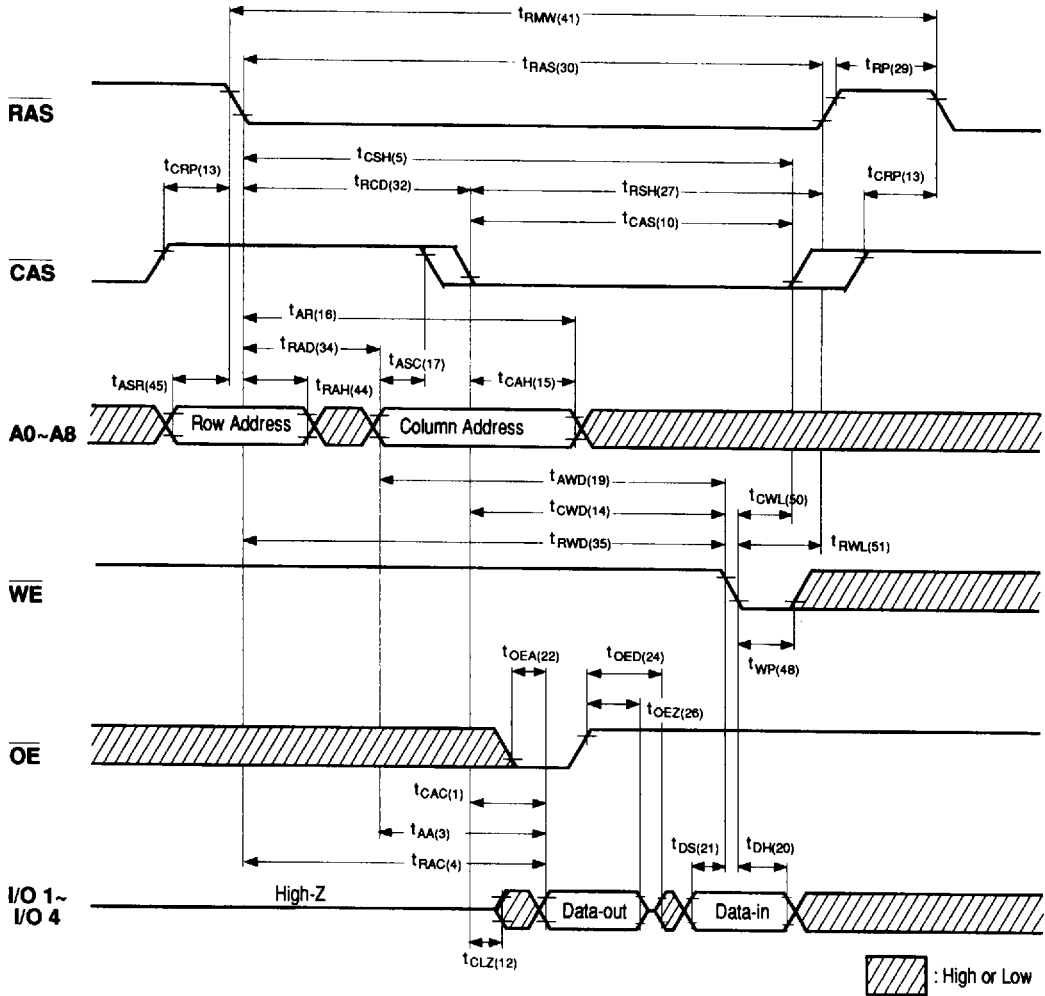 tRMW(41)
tRAS(30)
tRP(29)
RAS
tCSH(5)
tCRP(13)
tRCD(32)
tRSH(27)
tCRP(13)
tCAS(10)
CAS
tAR(16)
tRAD(34)
tASC(17)
tASR(45)
tRAH(44)
tCAH(15)
A0~A8
Row Address
Column Address
tAWD(19)
tCWL(50)
tCWD(14)
tRWD(35)
tRWL(51)
WE
tWP(48)
tOEA(22)
tOED(24)
tOEZ(26)
OE
tCAC(1)
tAA(3)
tDS(21)
tDH(20)
tRAC(4)
I/O 1~
I/O 4
High-Z
Data-out
Data-in
tCLZ(12)
: High or Low